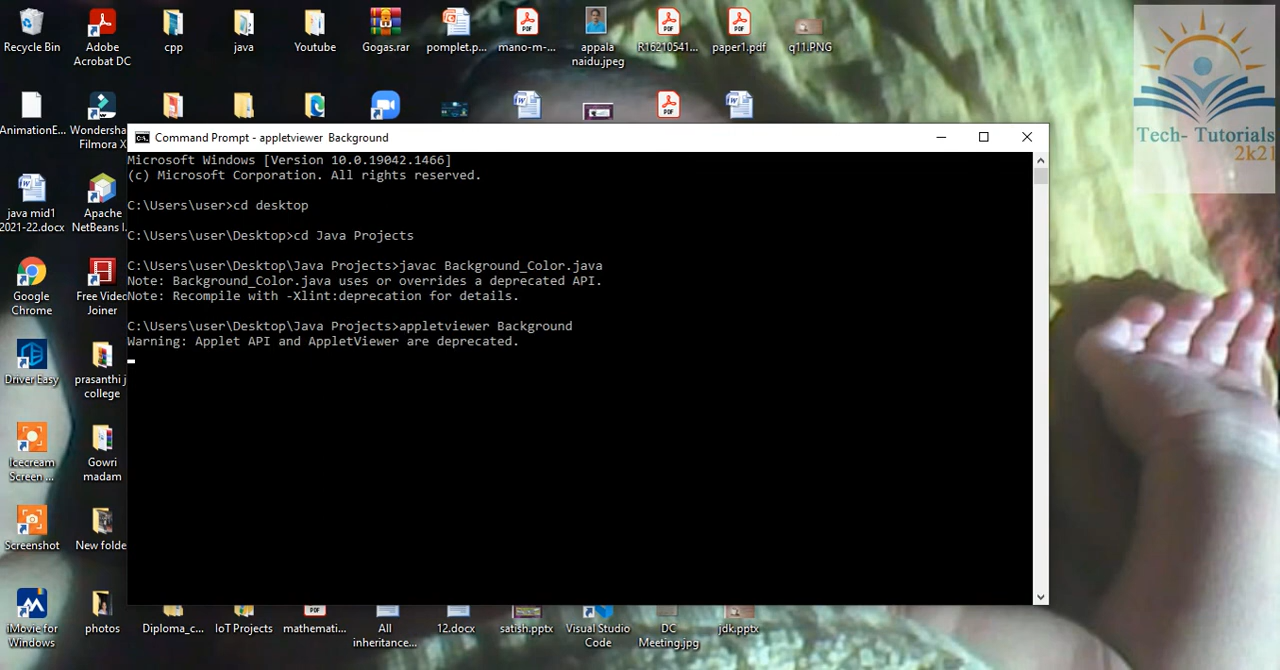 Recycle Bin
Adobe
Acrobat DC
cpp
java
Youtube
Gogas.rar
pomplet.p...
mano-m-...
appala
naidu.jpeg
R16210541...
paper1.pdf
q11.PNG
Tech- Tutorials
2k21
AnimationE...
Wondersha
Filmora X
java mid1
2021-22.docx
Apache
NetBeans I.
Google
Chrome
Free Video
Joiner
Driver Easy
prasanthi j
college
Icecream
Screen ...
Gowri
madam
Screenshot
New folde
iMovie for
Windows
photos
Diploma_c...
IoT Projects
mathemati...
All
inheritance...
12.docx
satish.pptx
Visual Studio
Code
DC
Meeting.jpg
jdk.pptx
Command Prompt - appletviewer Background
Microsoft Windows [Version 10.0.19042.1466]
(c) Microsoft Corporation. All rights reserved.
C:\Users\user>cd desktop
C:\Users\user\Desktop>cd Java Projects
C:\Users\user\Desktop\Java Projects>javac Background_Color.java
Note: Background_Color.java uses or overrides a deprecated API.
Note: Recompile with -Xlint:deprecation for details.
C:\Users\user\Desktop\Java Projects>appletviewer Background
Warning: Applet API and AppletViewer are deprecated.